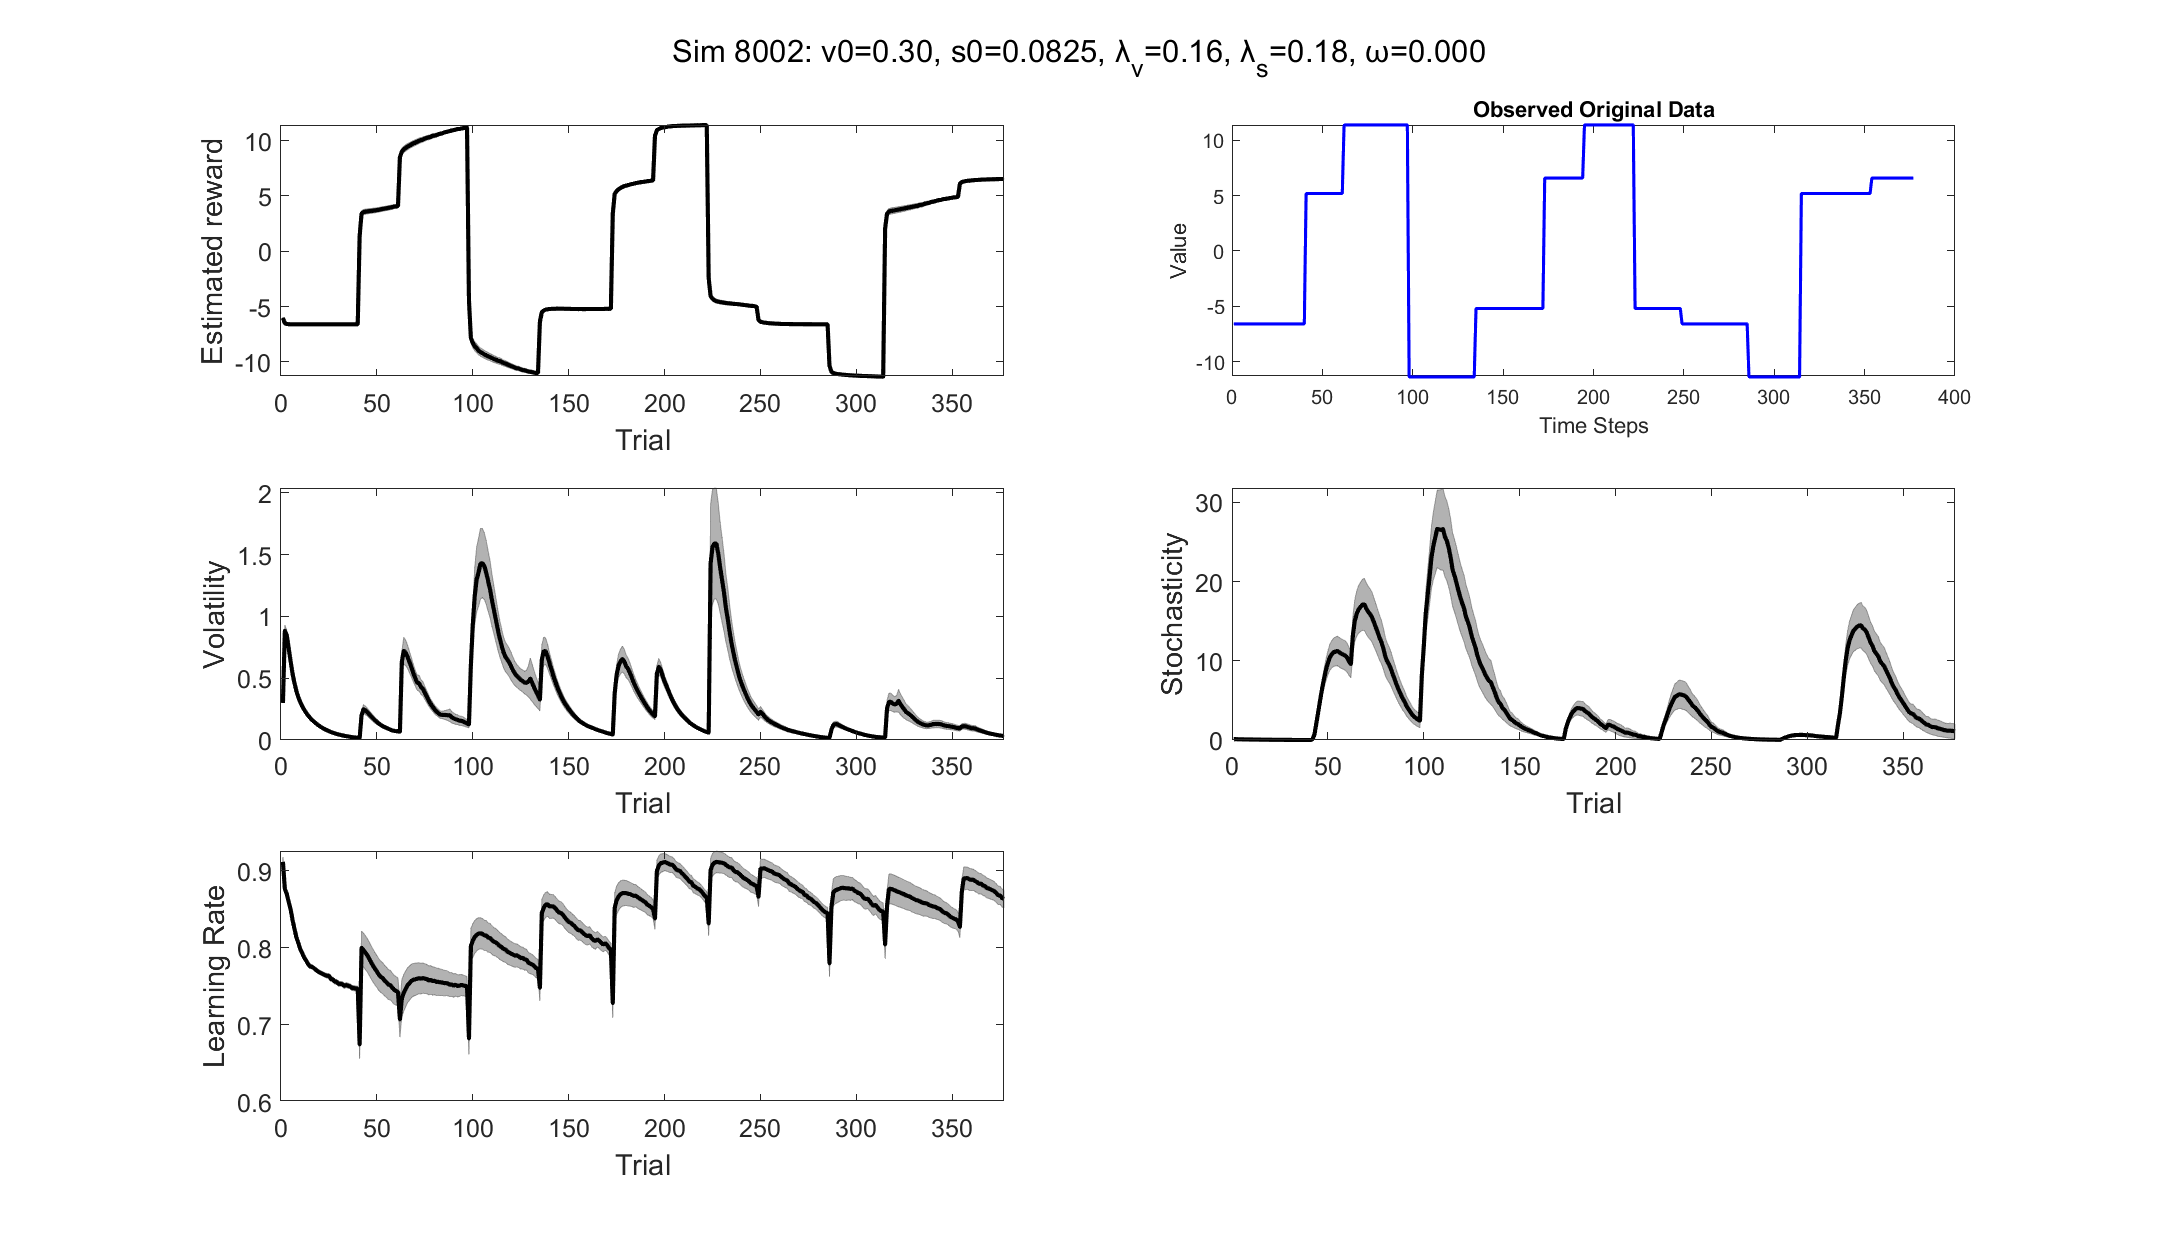 Sim 8002: v0=0.30, s0=0.0825, λ_v=0.16, λ_s=0.18, ω=0.000
Estimated reward
10
5
0
-5
-10
0 50 100 150 200 250 300 350
Trial
Observed Original Data
Value
10
5
0
-5
-10
0 50 100 150 200 250 300 350 400
Time Steps
Volatility
2
1.5
1
0.5
0
0 50 100 150 200 250 300 350
Trial
Stochasticity
30
20
10
0
0 50 100 150 200 250 300 350
Trial
Learning Rate
0.9
0.8
0.7
0.6
0 50 100 150 200 250 300 350
Trial